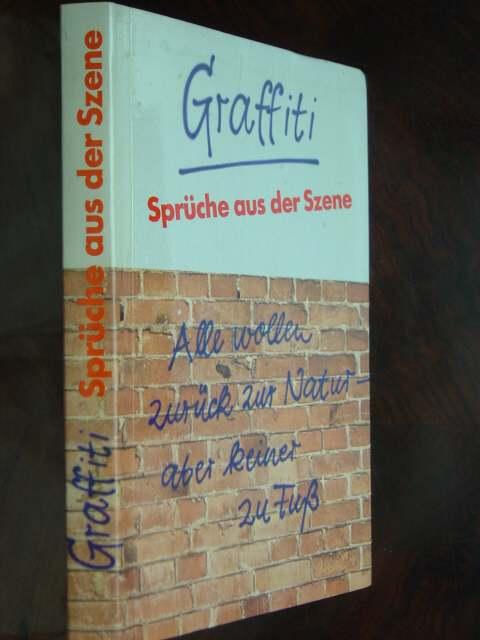 Graffiti
Sprüche aus der Szene
Alle wollen
zurück zur Natur –
aber keiner
zu Fuß
Graffiti Sprüche aus der Szene